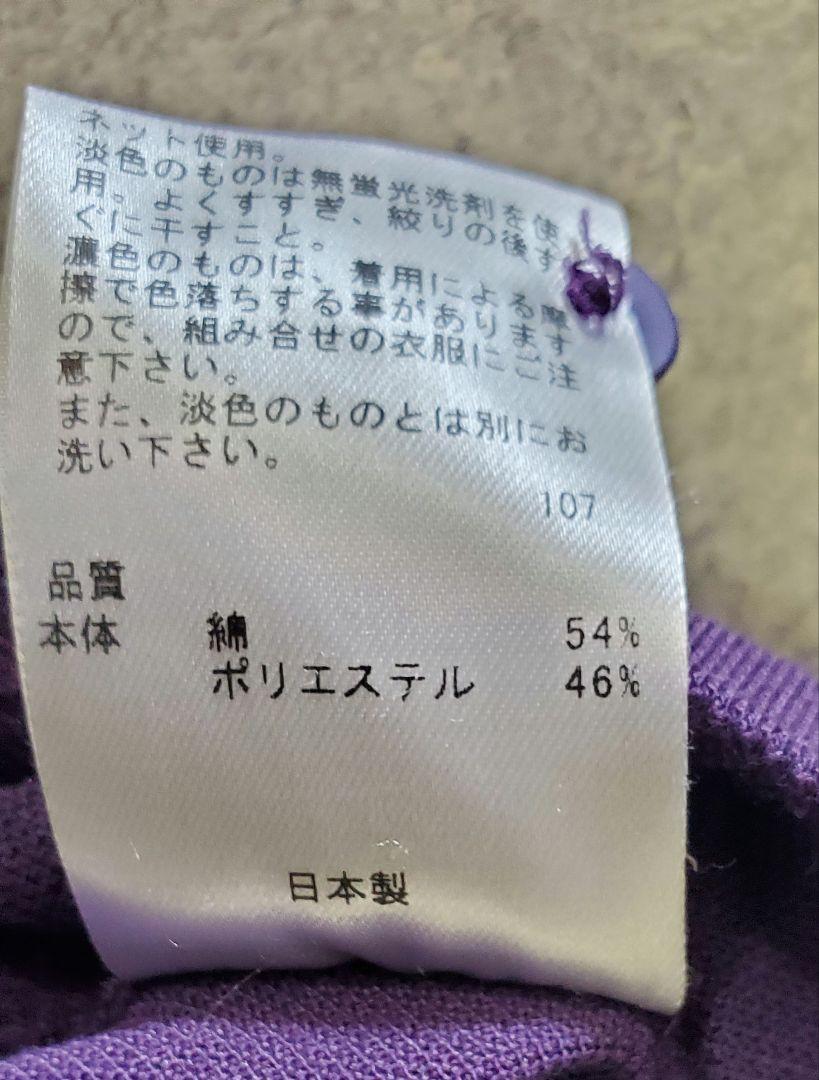 ネット使用。
淡色のものは無蛍光洗剤を使
用。よくすすぎ、絞りの後す
ぐに干すこと。
濃色のものは、着用による摩
擦で色落ちする事があります
ので、組み合せの衣服にご注
意下さい。
また、淡色のものとは別にお
洗い下さい。
107
品質
本体 綿 54%
ポリエステル 46%
日本製